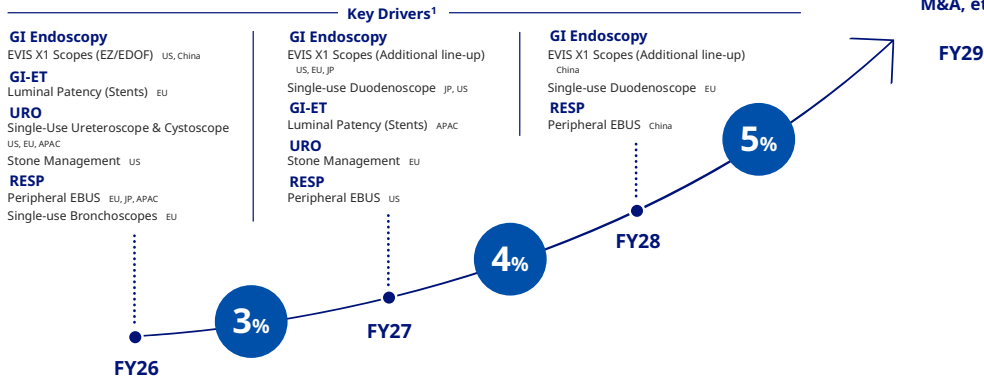 M&A, et
Key Drivers1
GI Endoscopy
EVIS X1 Scopes (EZ/EDOF) US, China
GI-ET
Luminal Patency (Stents) EU
URO
Single-Use Ureteroscope & Cystoscope
US, EU, APAC
Stone Management US
RESP
Peripheral EBUS EU, JP, APAC
Single-use Bronchoscopes EU
GI Endoscopy
EVIS X1 Scopes (Additional line-up)
US, EU, JP
Single-use Duodenoscope JP, US
GI-ET
Luminal Patency (Stents) APAC
URO
Stone Management EU
RESP
Peripheral EBUS US
GI Endoscopy
EVIS X1 Scopes (Additional line-up)
China
Single-use Duodenoscope EU
RESP
Peripheral EBUS China
FY29
5%
FY28
4%
FY27
3%
FY26